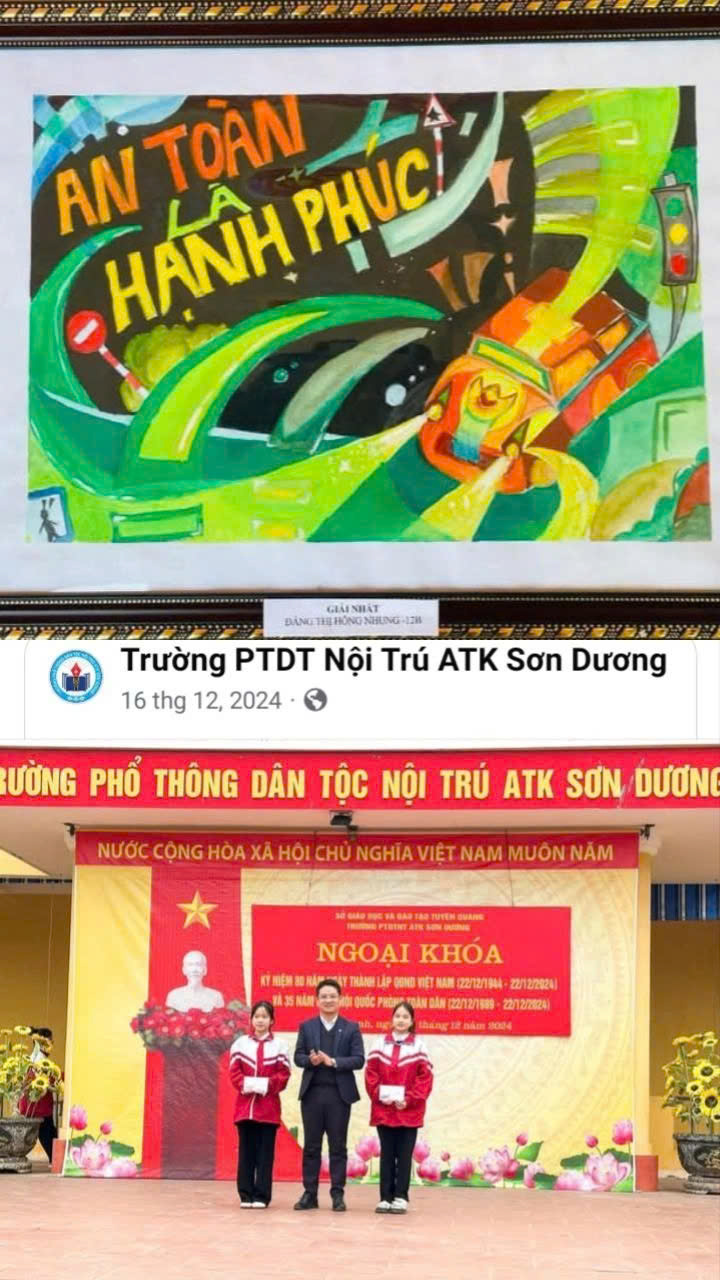 AN TOÀN
LÀ
HẠNH PHÚC
GIẢI NHẤT
ĐẶNG THỊ HỒNG NHUNG -12B
Trường PTDT Nội Trú ATK Sơn Dương
16 thg 12, 2024 ·
RƯỜNG PHỔ THÔNG DÂN TỘC NỘI TRÚ ATK SƠN DƯƠNG
NƯỚC CỘNG HÒA XÃ HỘI CHỦ NGHĨA VIỆT NAM MUÔN NĂM
SỞ GIÁO DỤC VÀ ĐÀO TẠO TUYÊN QUANG
TRƯỜNG PTDTNT ATK SƠN DƯƠNG
NGOẠI KHÓA
KỶ NIỆM 80 NĂM NGÀY THÀNH LẬP QĐND VIỆT NAM (22/12/1944 - 22/12/2024)
VÀ 35 NĂM HỘI QUỐC PHÒNG TOÀN DÂN (22/12/1989 - 22/12/2024)
tháng 12 năm 2024